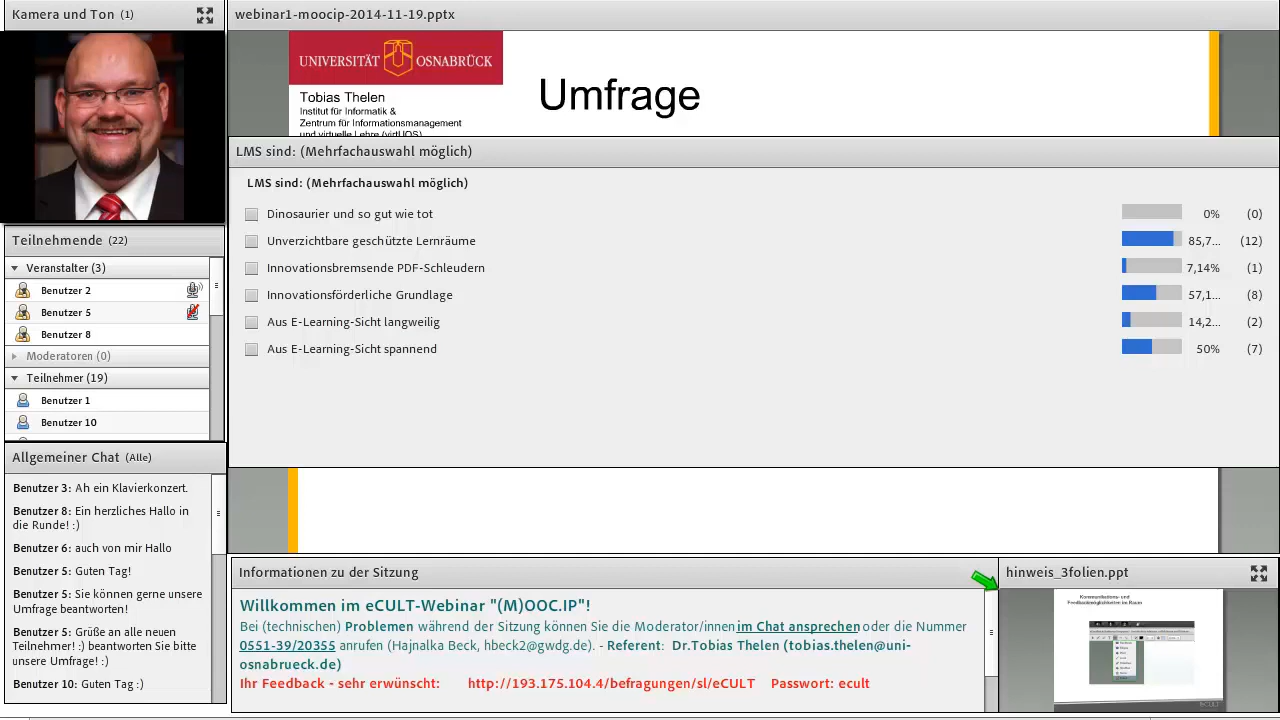 Kamera und Ton (1)
webinar1-moocip-2014-11-19.pptx
UNIVERSITÄT OSNABRÜCK
Tobias Thelen
Institut für Informatik &
Zentrum für Informationsmanagement
und virtuelle Lehre (virtUOS)
Umfrage
LMS sind: (Mehrfachauswahl möglich)
LMS sind: (Mehrfachauswahl möglich)
Dinosaurier und so gut wie tot 0% (0)
Unverzichtbare geschützte Lernräume 85,7... (12)
Innovationsbremsende PDF-Schleudern 7,14% (1)
Innovationsförderliche Grundlage 57,1... (8)
Aus E-Learning-Sicht langweilig 14,2... (2)
Aus E-Learning-Sicht spannend 50% (7)
Teilnehmende (22)
Veranstalter (3)
Benutzer 2
Benutzer 5
Benutzer 8
Moderatoren (0)
Teilnehmer (19)
Benutzer 1
Benutzer 10
Allgemeiner Chat (Alle)
Benutzer 3: Ah ein Klavierkonzert.
Benutzer 8: Ein herzliches Hallo in
die Runde! :)
Benutzer 6: auch von mir Hallo
Benutzer 5: Guten Tag!
Benutzer 5: Sie können gerne unsere
Umfrage beantworten!
Benutzer 5: Grüße an alle neuen
Teilnehmer! :) beantworten Sie bitte
unsere Umfrage! :)
Benutzer 10: Guten Tag :)
Informationen zu der Sitzung
Willkommen im eCULT-Webinar "(M)OOC.IP"!
Bei (technischen) Problemen während der Sitzung können Sie die Moderator/innen im Chat ansprechen oder die Nummer
0551-39/20355 anrufen (Hajnalka Beck, hbeck2@gwdg.de) - Referent: Dr.Tobias Thelen (tobias.thelen@uni-
osnabrueck.de)
Ihr Feedback - sehr erwünscht: http://193.175.104.4/befragungen/sl/eCULT Passwort: ecult
hinweis_3folien.ppt
Kommunikations- und
Feedbackmöglichkeiten im Raum
eCULT